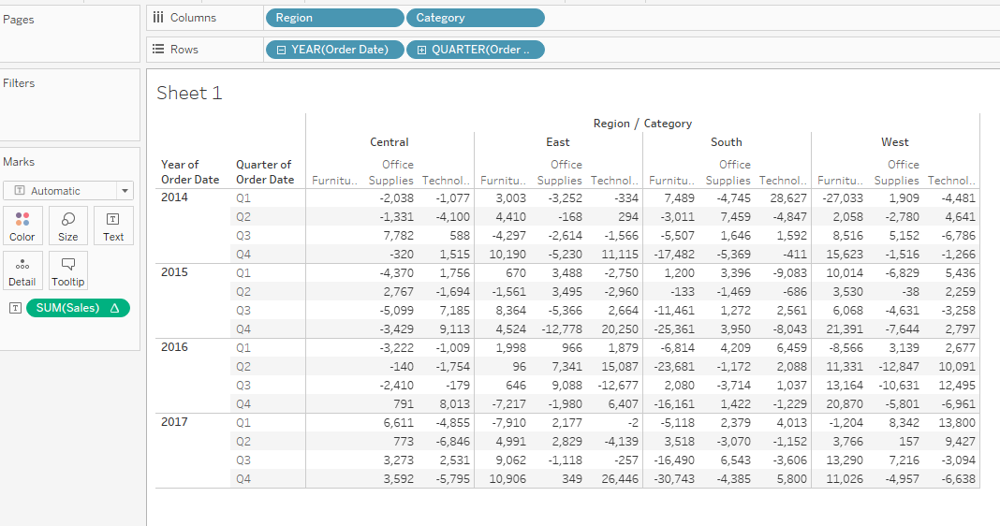 Pages
Columns
Region
Category
Rows
YEAR(Order Date)
QUARTER(Order ..
Filters
Sheet 1
Region / Category
Marks
Central East South West
Year of Order Date
Quarter of Order Date
Furnitu.. Office Supplies Technol.. Furnitu.. Office Supplies Technol.. Furnitu.. Office Supplies Technol.. Furnitu.. Office Supplies Technol..
Automatic
Color Size Text
Detail Tooltip
SUM(Sales) Δ
2014 Q1 -2,038 -1,077 3,003 -3,252 -334 7,489 -4,745 28,627 -27,033 1,909 -4,481
Q2 -1,331 -4,100 4,410 -168 294 -3,011 7,459 -4,847 2,058 -2,780 4,641
Q3 7,782 588 -4,297 -2,614 -1,566 -5,507 1,646 1,592 8,516 5,152 -6,786
Q4 -320 1,515 10,190 -5,230 11,115 -17,482 -5,369 -411 15,623 -1,516 -1,266
2015 Q1 -4,370 1,756 670 3,488 -2,750 1,200 3,396 -9,083 10,014 -6,829 5,436
Q2 2,767 -1,694 -1,561 3,495 -2,960 -133 -1,469 -686 3,530 -38 2,259
Q3 -5,099 7,185 8,364 -5,366 2,664 -11,461 1,272 2,561 6,068 -4,631 -3,258
Q4 -3,429 9,113 4,524 -12,778 20,250 -25,361 3,950 -8,043 21,391 -7,644 2,797
2016 Q1 -3,222 -1,009 1,998 966 1,879 -6,814 4,209 6,459 -8,566 3,139 2,677
Q2 -140 -1,754 96 7,341 15,087 -23,681 -1,172 2,088 11,331 -12,847 10,091
Q3 -2,410 -179 646 9,088 -12,677 2,080 -3,714 1,037 13,164 -10,631 12,495
Q4 791 8,013 -7,217 -1,980 6,407 -16,161 1,422 -1,229 20,870 -5,801 -6,961
2017 Q1 6,611 -4,855 -7,910 2,177 -2 -5,118 2,379 4,013 -1,204 8,342 13,800
Q2 773 -6,846 4,991 2,829 -4,139 3,518 -3,070 -1,152 3,766 157 9,427
Q3 3,273 2,531 9,062 -1,118 -257 -16,490 6,543 -3,606 13,290 7,216 -3,094
Q4 3,592 -5,795 10,906 349 26,446 -30,743 -4,385 5,800 11,026 -4,957 -6,638